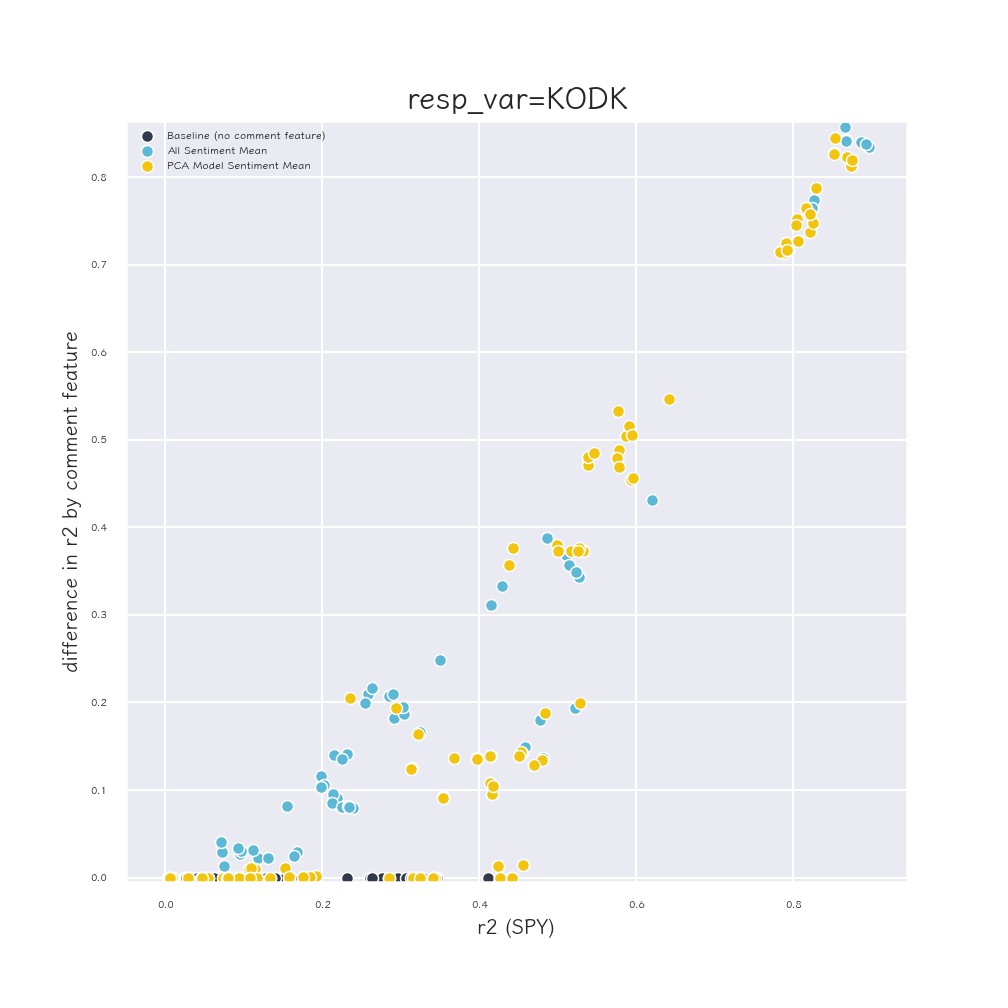 resp_var=KODK
Baseline (no comment feature)
All Sentiment Mean
PCA Model Sentiment Mean
difference in r2 by comment feature
0.8
0.7
0.6
0.5
0.4
0.3
0.2
0.1
0.0
0.0 0.2 0.4 0.6 0.8
r2 (SPY)